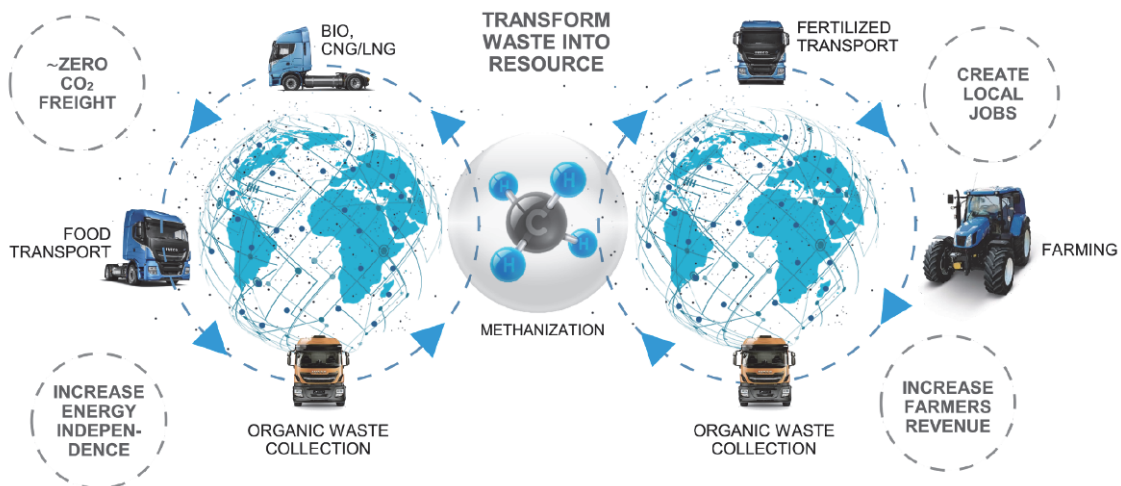 TRANSFORM
WASTE INTO
RESOURCE
BIO,
CNG/LNG
FERTILIZED
TRANSPORT
~ZERO
CO₂
FREIGHT
CREATE
LOCAL
JOBS
H
H
C
H
H
FOOD
TRANSPORT
FARMING
METHANIZATION
INCREASE
ENERGY
INDEPEN-
DENCE
ORGANIC WASTE
COLLECTION
ORGANIC WASTE
COLLECTION
INCREASE
FARMERS
REVENUE